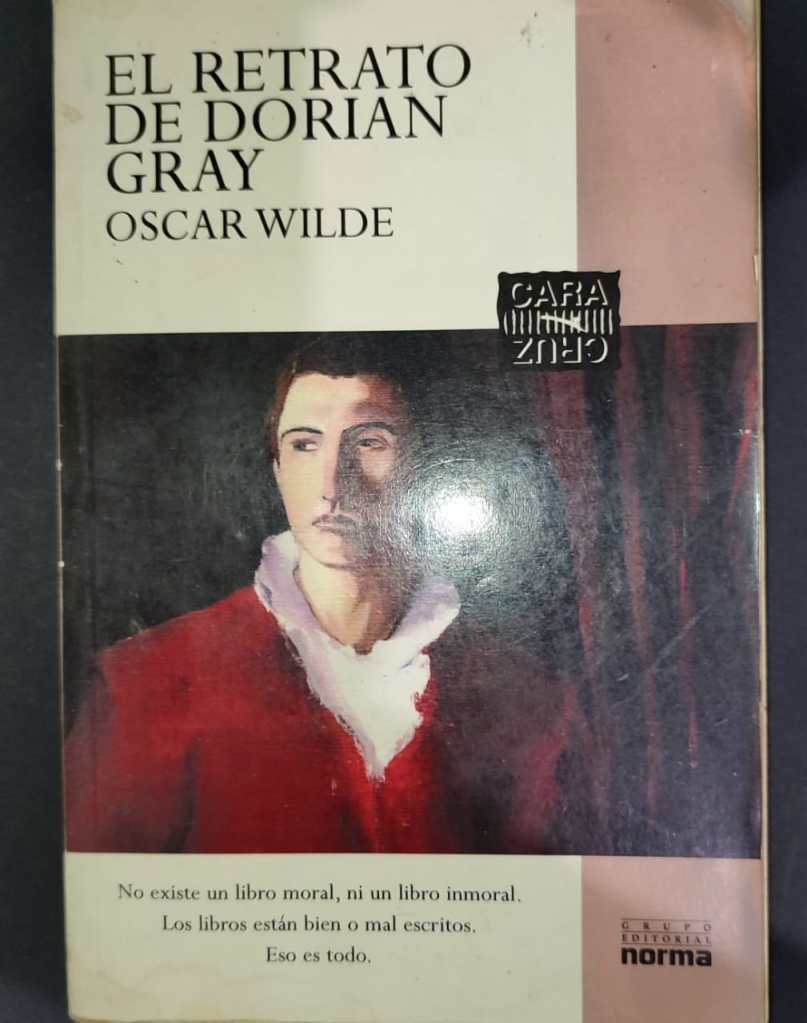 EL RETRATO
DE DORIAN
GRAY
OSCAR WILDE
CARA
CRUZ
No existe un libro moral, ni un libro inmoral.
Los libros están bien o mal escritos.
Eso es todo.
GRUPO
EDITORIAL
norma